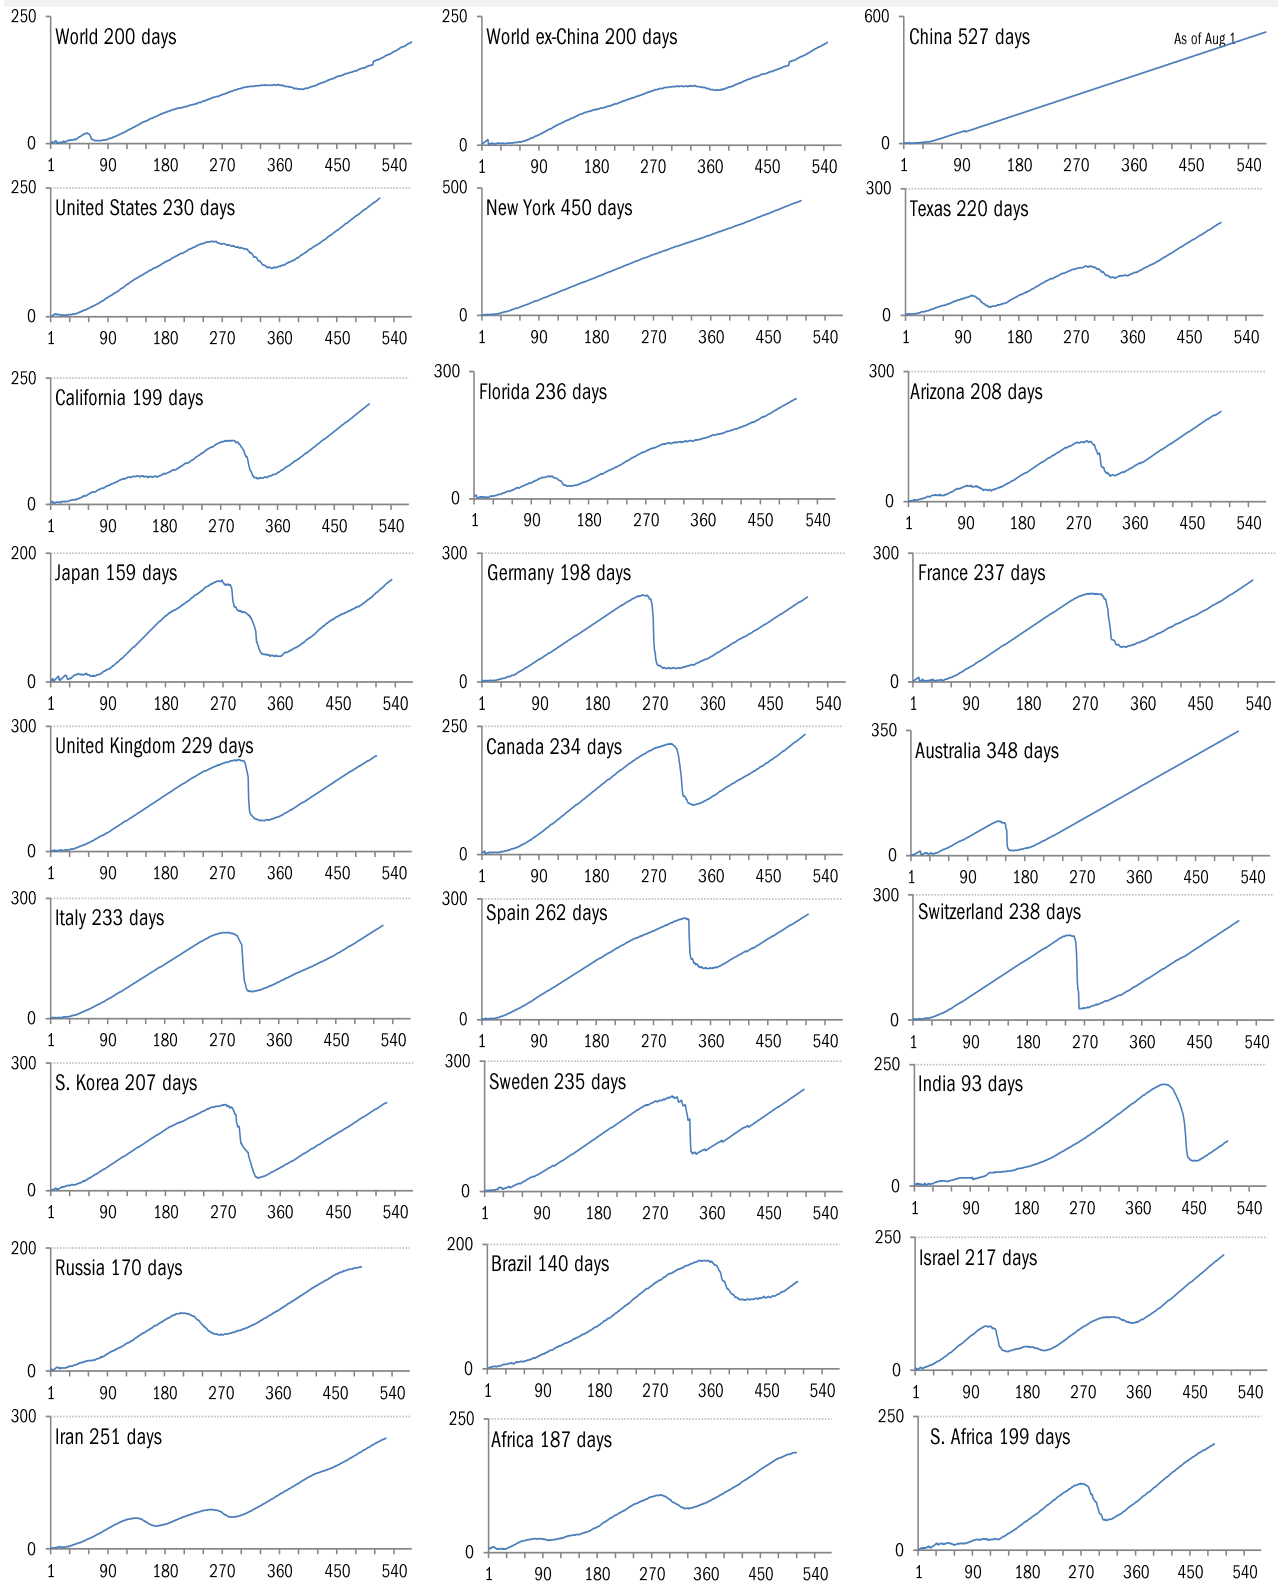 250 250 600
World 200 days World ex-China 200 days China 527 days As of Aug 1
0 0 0
1 90 180 270 360 450 540 1 90 180 270 360 450 540 1 90 180 270 360 450 540
250 500 300
United States 230 days New York 450 days Texas 220 days
0 0 0
1 90 180 270 360 450 540 1 90 180 270 360 450 540 1 90 180 270 360 450 540
250 300 300
California 199 days Florida 236 days Arizona 208 days
0 0 0
1 90 180 270 360 450 540 1 90 180 270 360 450 540 1 90 180 270 360 450 540
200 300 300
Japan 159 days Germany 198 days France 237 days
0 0 0
1 90 180 270 360 450 540 1 90 180 270 360 450 540 1 90 180 270 360 450 540
300 250 350
United Kingdom 229 days Canada 234 days Australia 348 days
0 0 0
1 90 180 270 360 450 540 1 90 180 270 360 450 540 1 90 180 270 360 450 540
300 300 300
Italy 233 days Spain 262 days Switzerland 238 days
0 0 0
1 90 180 270 360 450 540 1 90 180 270 360 450 540 1 90 180 270 360 450 540
300 300 250
S. Korea 207 days Sweden 235 days India 93 days
0 0 0
1 90 180 270 360 450 540 1 90 180 270 360 450 540 1 90 180 270 360 450 540
200 200 250
Russia 170 days Brazil 140 days Israel 217 days
0 0 0
1 90 180 270 360 450 540 1 90 180 270 360 450 540 1 90 180 270 360 450 540
300 250 250
Iran 251 days Africa 187 days S. Africa 199 days
0 0 0
1 90 180 270 360 450 540 1 90 180 270 360 450 540 1 90 180 270 360 450 540